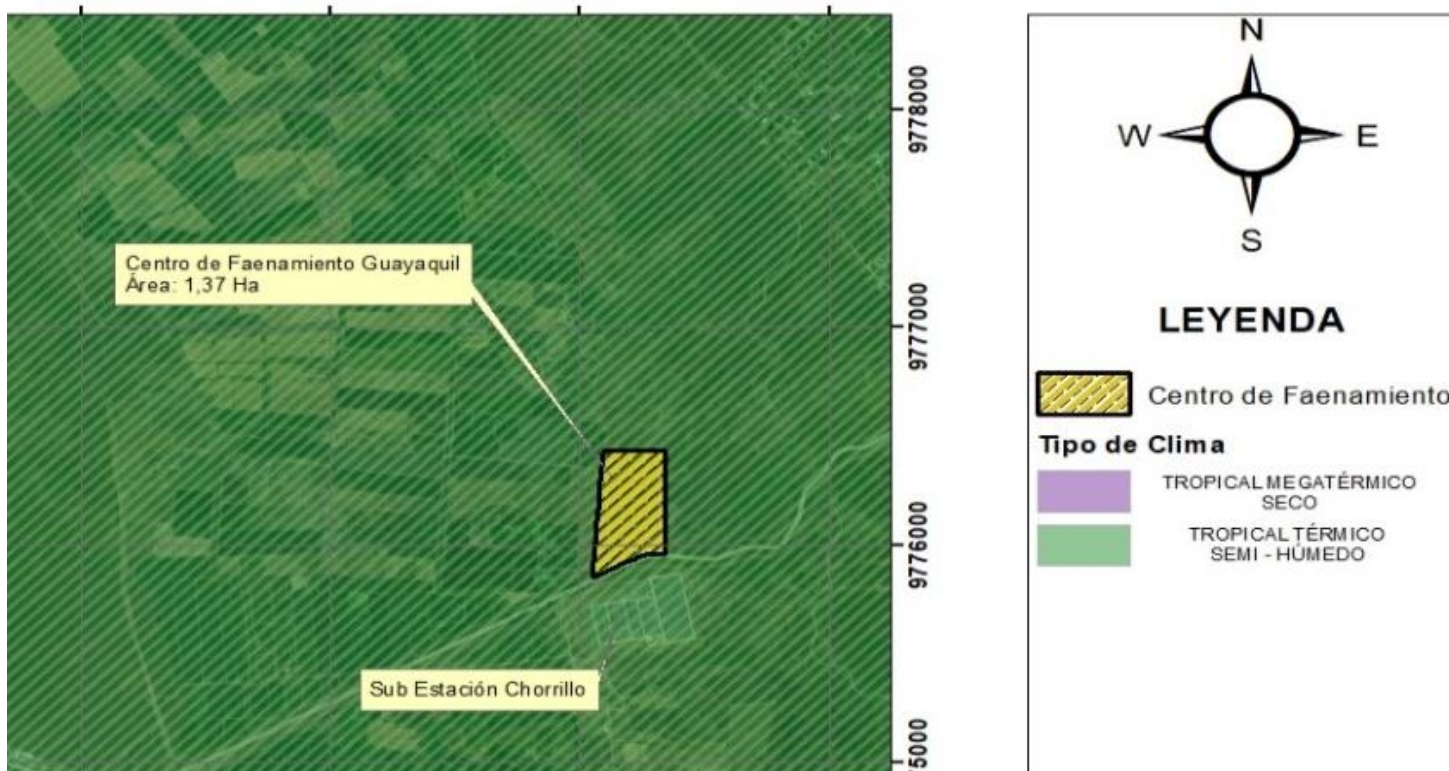 Centro de Faenamiento Guayaquil
Área: 1,37 Ha
Sub Estación Chorrillo
9778000
9777000
9776000
5000
N
W
E
S
LEYENDA
Centro de Faenamiento
Tipo de Clima
TROPICAL MEGATÉRMICO
SECO
TROPICAL TÉRMICO
SEMI - HÚMEDO